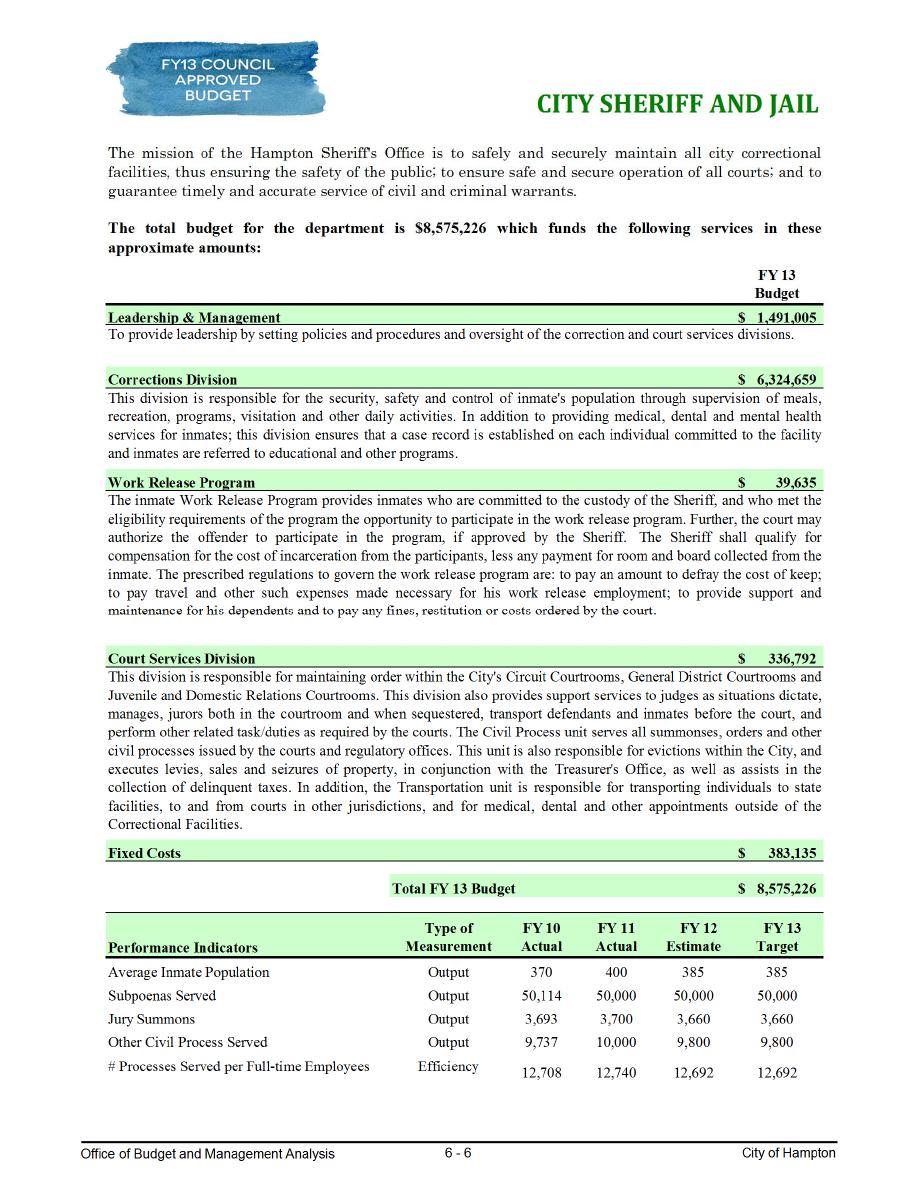 FY13 COUNCIL
APPROVED
BUDGET
CITY SHERIFF AND JAIL
The mission of the Hampton Sheriff's Office is to safely and securely maintain all city correctional
facilities, thus ensuring the safety of the public; to ensure safe and secure operation of all courts; and to
guarantee timely and accurate service of civil and criminal warrants.
The total budget for the department is $8,575,226 which funds the following services in these
approximate amounts:
FY 13
Budget
Leadership & Management $ 1,491,005
To provide leadership by setting policies and procedures and oversight of the correction and court services divisions.
Corrections Division $ 6,324,659
This division is responsible for the security, safety and control of inmate's population through supervision of meals,
recreation, programs, visitation and other daily activities. In addition to providing medical, dental and mental health
services for inmates; this division ensures that a case record is established on each individual committed to the facility
and inmates are referred to educational and other programs.
Work Release Program $ 39,635
The inmate Work Release Program provides inmates who are committed to the custody of the Sheriff, and who met the
eligibility requirements of the program the opportunity to participate in the work release program. Further, the court may
authorize the offender to participate in the program, if approved by the Sheriff. The Sheriff shall qualify for
compensation for the cost of incarceration from the participants, less any payment for room and board collected from the
inmate. The prescribed regulations to govern the work release program are: to pay an amount to defray the cost of keep;
to pay travel and other such expenses made necessary for his work release employment; to provide support and
maintenance for his dependents and to pay any fines, restitution or costs ordered by the court.
Court Services Division $ 336,792
This division is responsible for maintaining order within the City's Circuit Courtrooms, General District Courtrooms and
Juvenile and Domestic Relations Courtrooms. This division also provides support services to judges as situations dictate,
manages, jurors both in the courtroom and when sequestered, transport defendants and inmates before the court, and
perform other related task/duties as required by the courts. The Civil Process unit serves all summonses, orders and other
civil processes issued by the courts and regulatory offices. This unit is also responsible for evictions within the City, and
executes levies, sales and seizures of property, in conjunction with the Treasurer's Office, as well as assists in the
collection of delinquent taxes. In addition, the Transportation unit is responsible for transporting individuals to state
facilities, to and from courts in other jurisdictions, and for medical, dental and other appointments outside of the
Correctional Facilities.
Fixed Costs $ 383,135
Total FY 13 Budget $ 8,575,226
Type of FY 10 FY 11 FY 12 FY 13
Performance Indicators Measurement Actual Actual Estimate Target
Average Inmate Population Output 370 400 385 385
Subpoenas Served Output 50,114 50,000 50,000 50,000
Jury Summons Output 3,693 3,700 3,660 3,660
Other Civil Process Served Output 9,737 10,000 9,800 9,800
# Processes Served per Full-time Employees Efficiency 12,708 12,740 12,692 12,692
Office of Budget and Management Analysis 6 - 6 City of Hampton